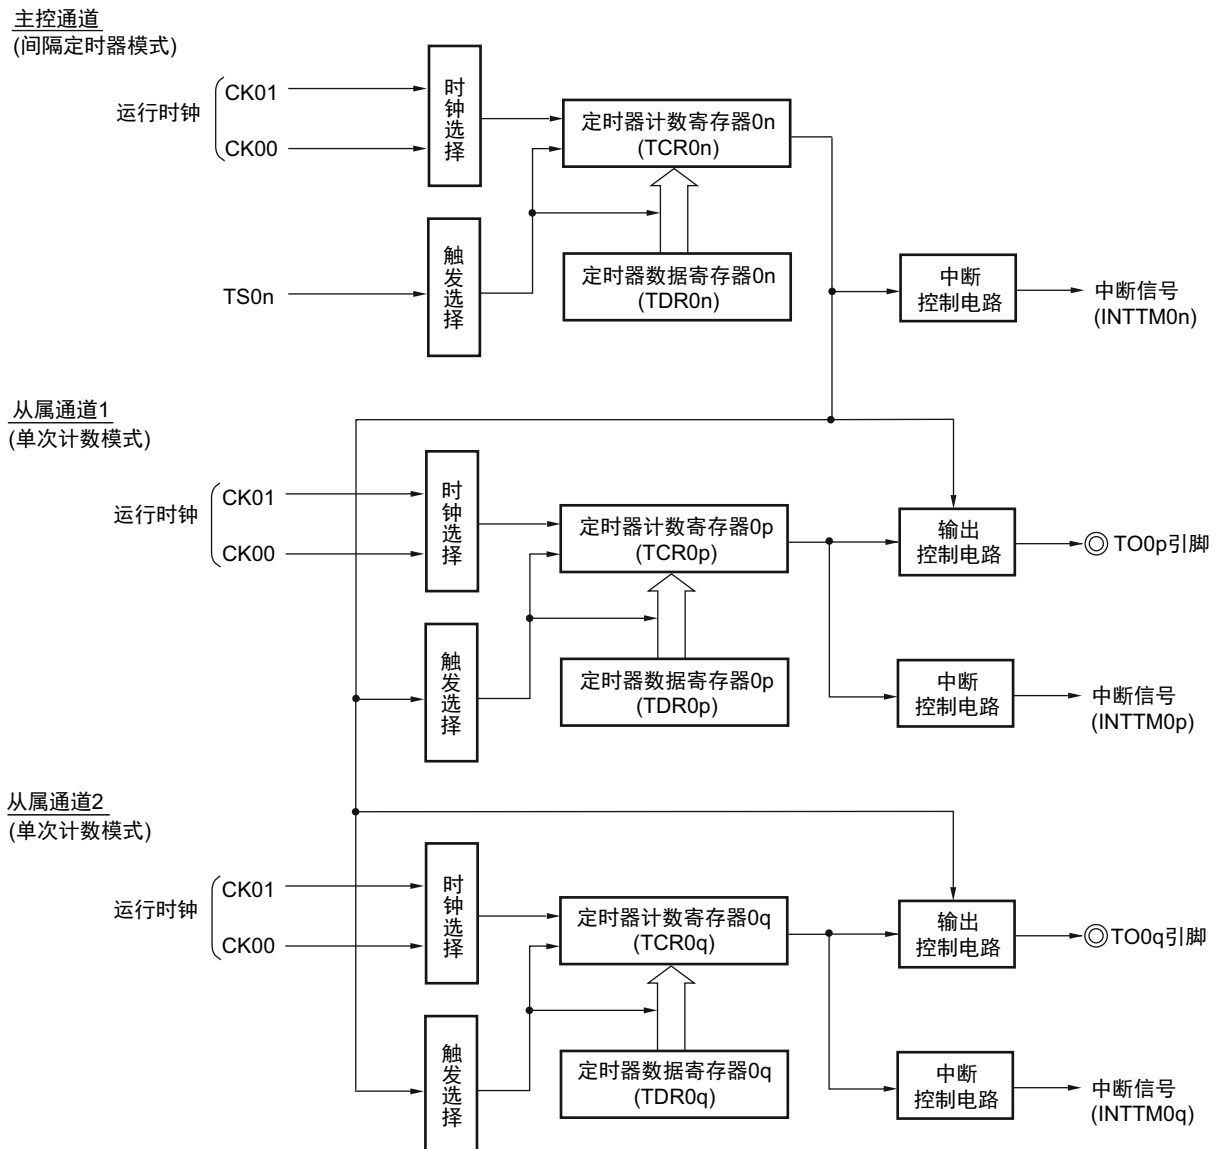 主控通道
(间隔定时器模式)
运行时钟
CK01
CK00
时钟选择
定时器计数寄存器0n
(TCR0n)
TS0n
触发选择
定时器数据寄存器0n
(TDR0n)
中断
控制电路
中断信号
(INTTM0n)
从属通道1
(单次计数模式)
运行时钟
CK01
CK00
时钟选择
定时器计数寄存器0p
(TCR0p)
输出
控制电路
TO0p引脚
触发选择
定时器数据寄存器0p
(TDR0p)
中断
控制电路
中断信号
(INTTM0p)
从属通道2
(单次计数模式)
运行时钟
CK01
CK00
时钟选择
定时器计数寄存器0q
(TCR0q)
输出
控制电路
TO0q引脚
触发选择
定时器数据寄存器0q
(TDR0q)
中断
控制电路
中断信号
(INTTM0q)